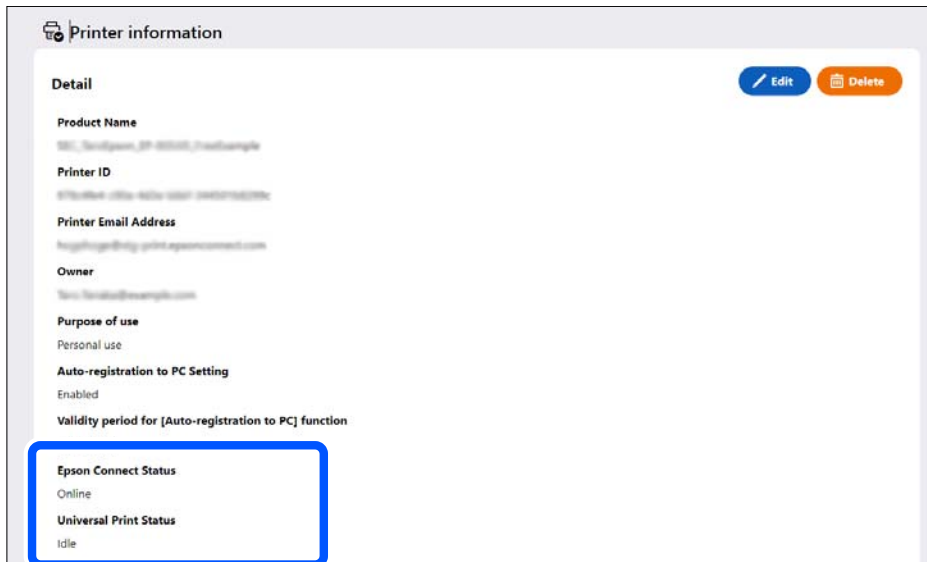 Printer information
Detail
Edit
Delete
Product Name
Printer ID
Printer Email Address
Owner
Purpose of use
Personal use
Auto-registration to PC Setting
Enabled
Validity period for [Auto-registration to PC] function
Epson Connect Status
Online
Universal Print Status
Idle